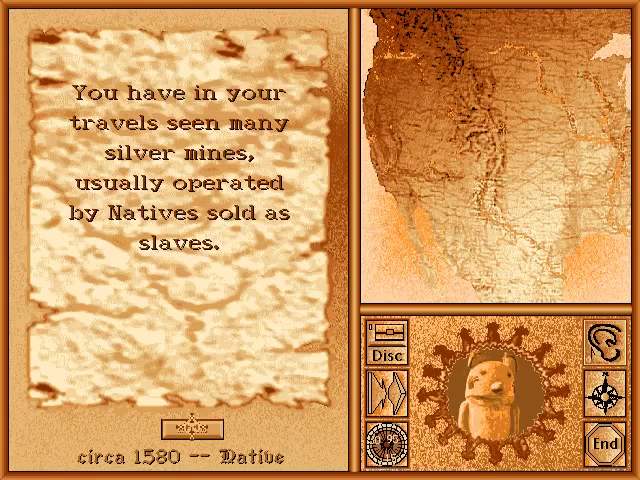 You have in your
travels seen many
silver mines,
usually operated
by Natives sold as
slaves.
circa 1580 -- Native
Disc
N
End